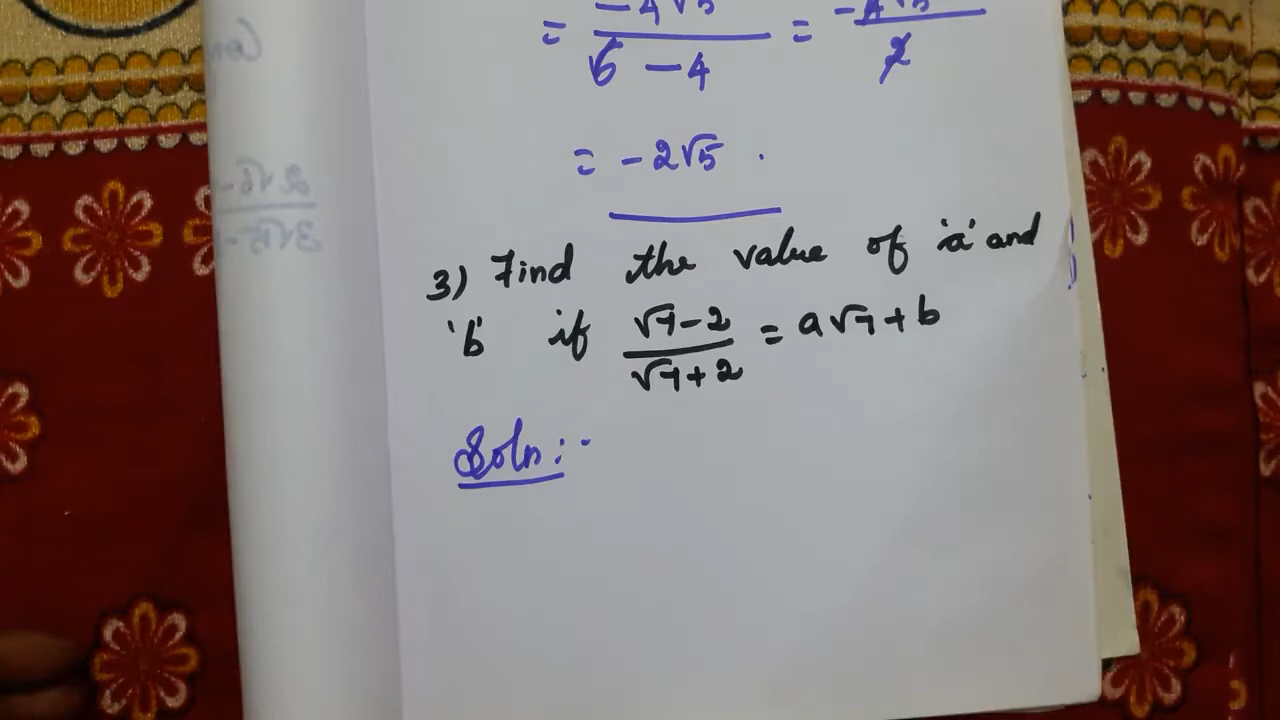 = -4√5 / √6 - 4 = -4√5 / 2
= -2√5 .
3) Find the value of 'a' and
'b' if √7-2 / √7+2 = a√7+b
Soln:-